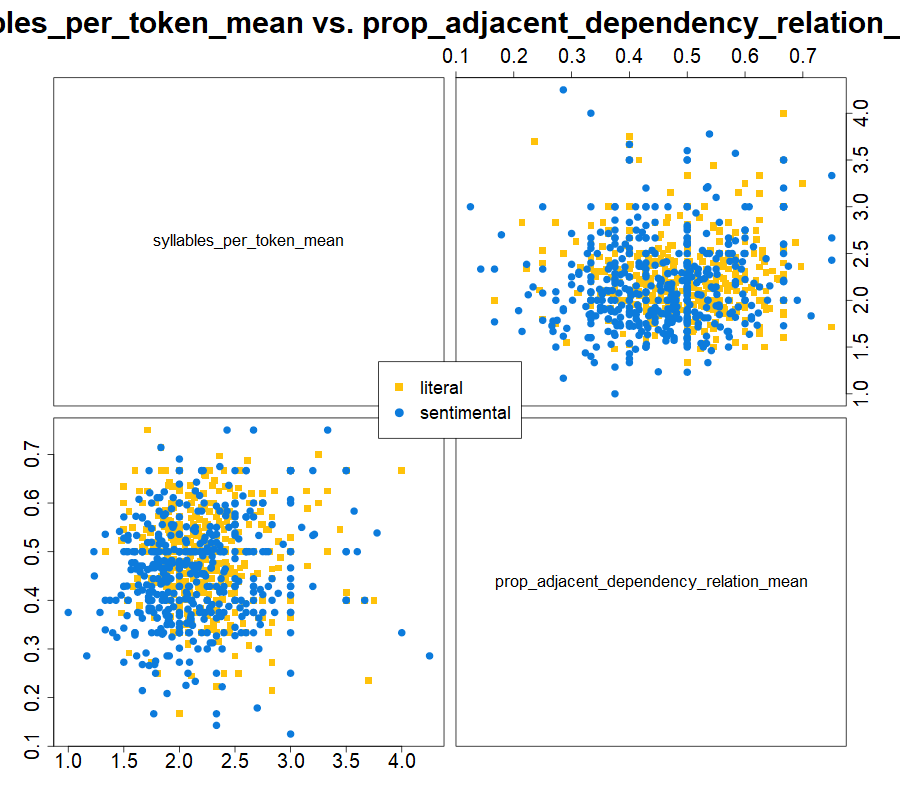 bles_per_token_mean vs. prop_adjacent_dependency_relation_
0.1 0.2 0.3 0.4 0.5 0.6 0.7
syllables_per_token_mean
1.0 1.5 2.0 2.5 3.0 3.5 4.0
literal
sentimental
0.1 0.2 0.3 0.4 0.5 0.6 0.7
prop_adjacent_dependency_relation_mean
1.0 1.5 2.0 2.5 3.0 3.5 4.0